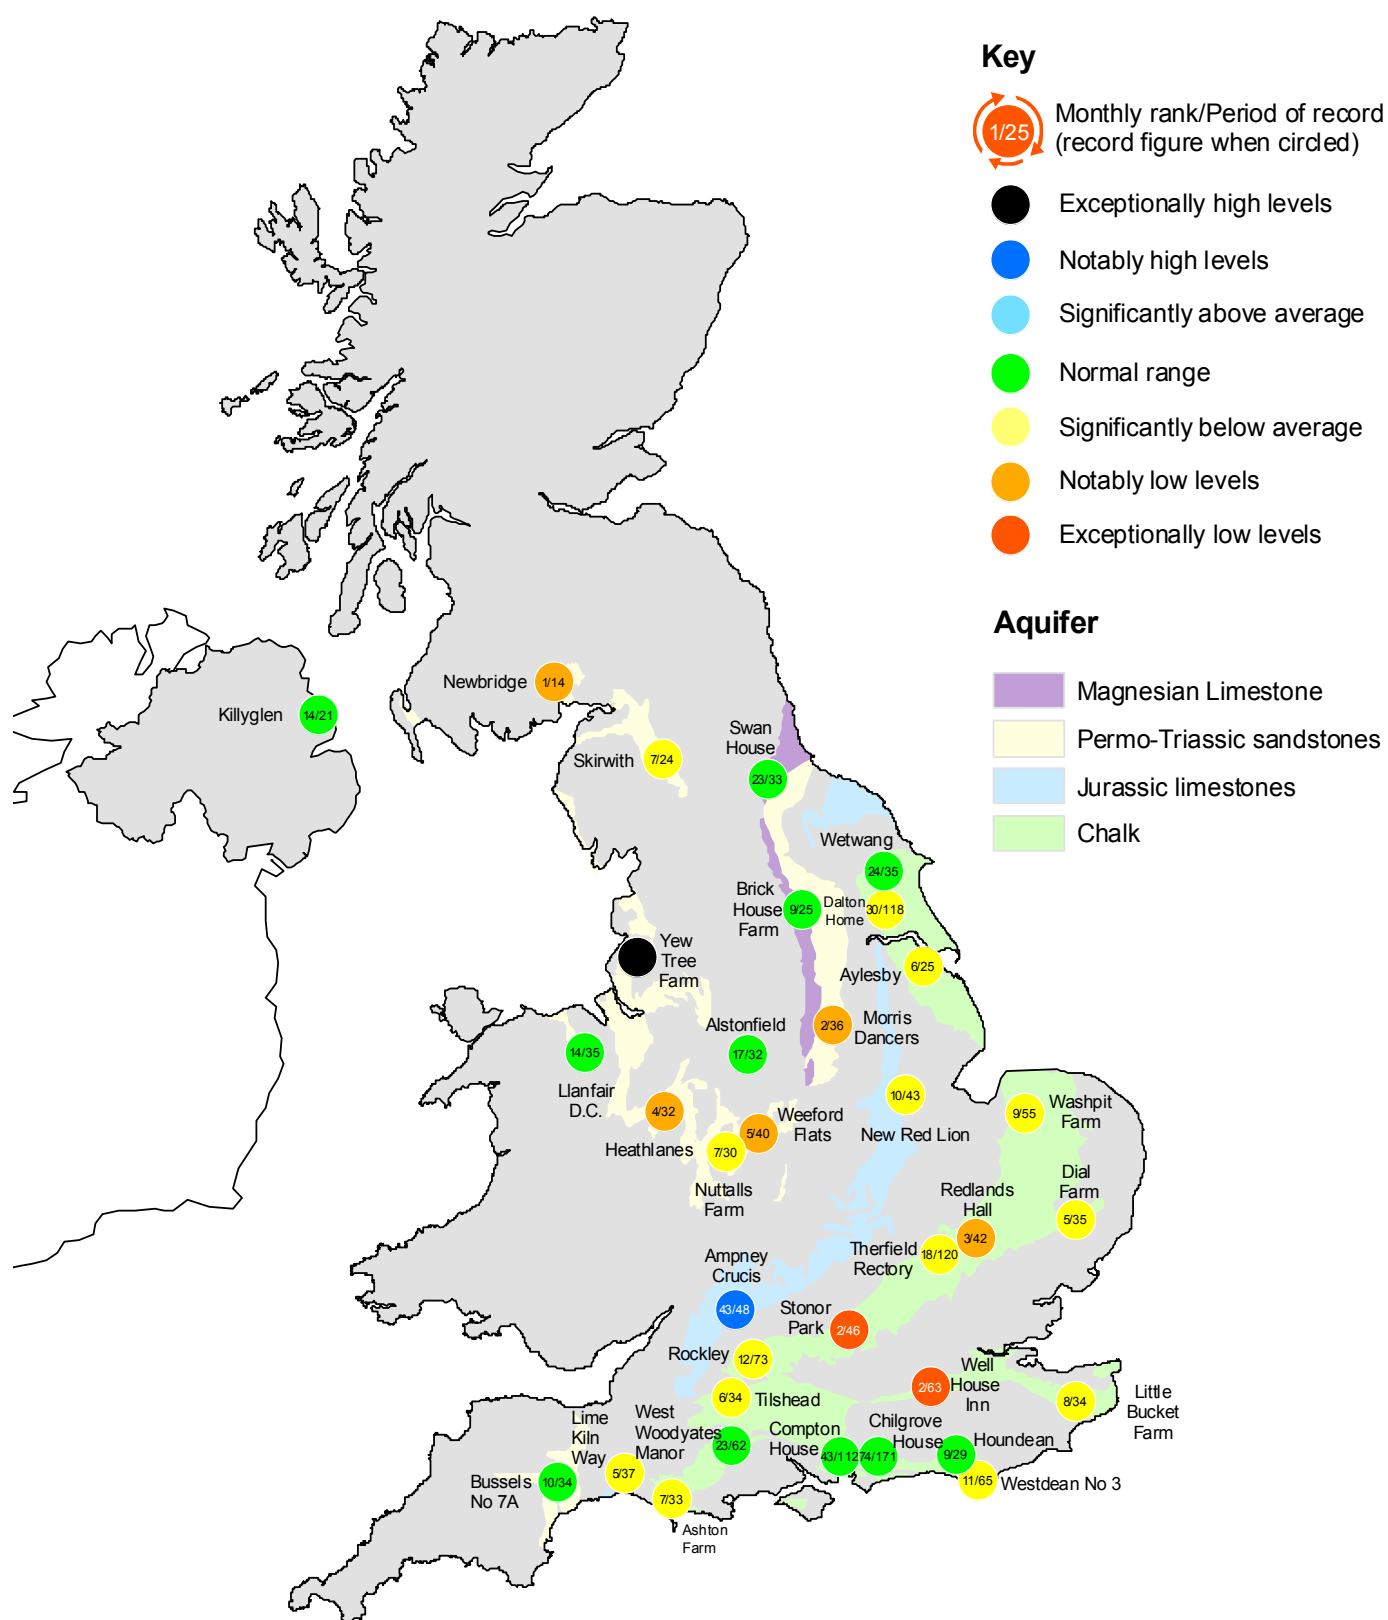 Key
1/25
Monthly rank/Period of record
(record figure when circled)
Exceptionally high levels
Notably high levels
Significantly above average
Normal range
Significantly below average
Notably low levels
Exceptionally low levels
Aquifer
Magnesian Limestone
Permo-Triassic sandstones
Jurassic limestones
Chalk
Newbridge
1/14
Killyglen
14/21
Skirwith
7/24
Swan
House
23/33
Wetwang
24/35
Brick
House
Farm
9/25
Dalton
Home
30/118
Yew
Tree
Farm
Aylesby
6/25
Morris
Dancers
2/36
Alstonfield
17/32
14/35
Llanfair
D.C.
4/32
Heathlanes
Weeford
Flats
5/40
7/30
Nuttalls
Farm
10/43
New Red Lion
9/55
Washpit
Farm
Dial
Farm
5/35
Redlands
Hall
3/42
Therfield
Rectory
18/120
Ampney
Crucis
43/48
Stonor
Park
2/46
Rockley
12/73
6/34
Tilshead
Well
House
Inn
2/63
8/34
Little
Bucket
Farm
Lime
Kiln
Way
5/37
West
Woodyates
Manor
23/62
Compton
House
43/112
Chilgrove
House
74/171
Houndean
9/29
11/65
Westdean No 3
Bussels
No 7A
10/34
7/33
Ashton
Farm